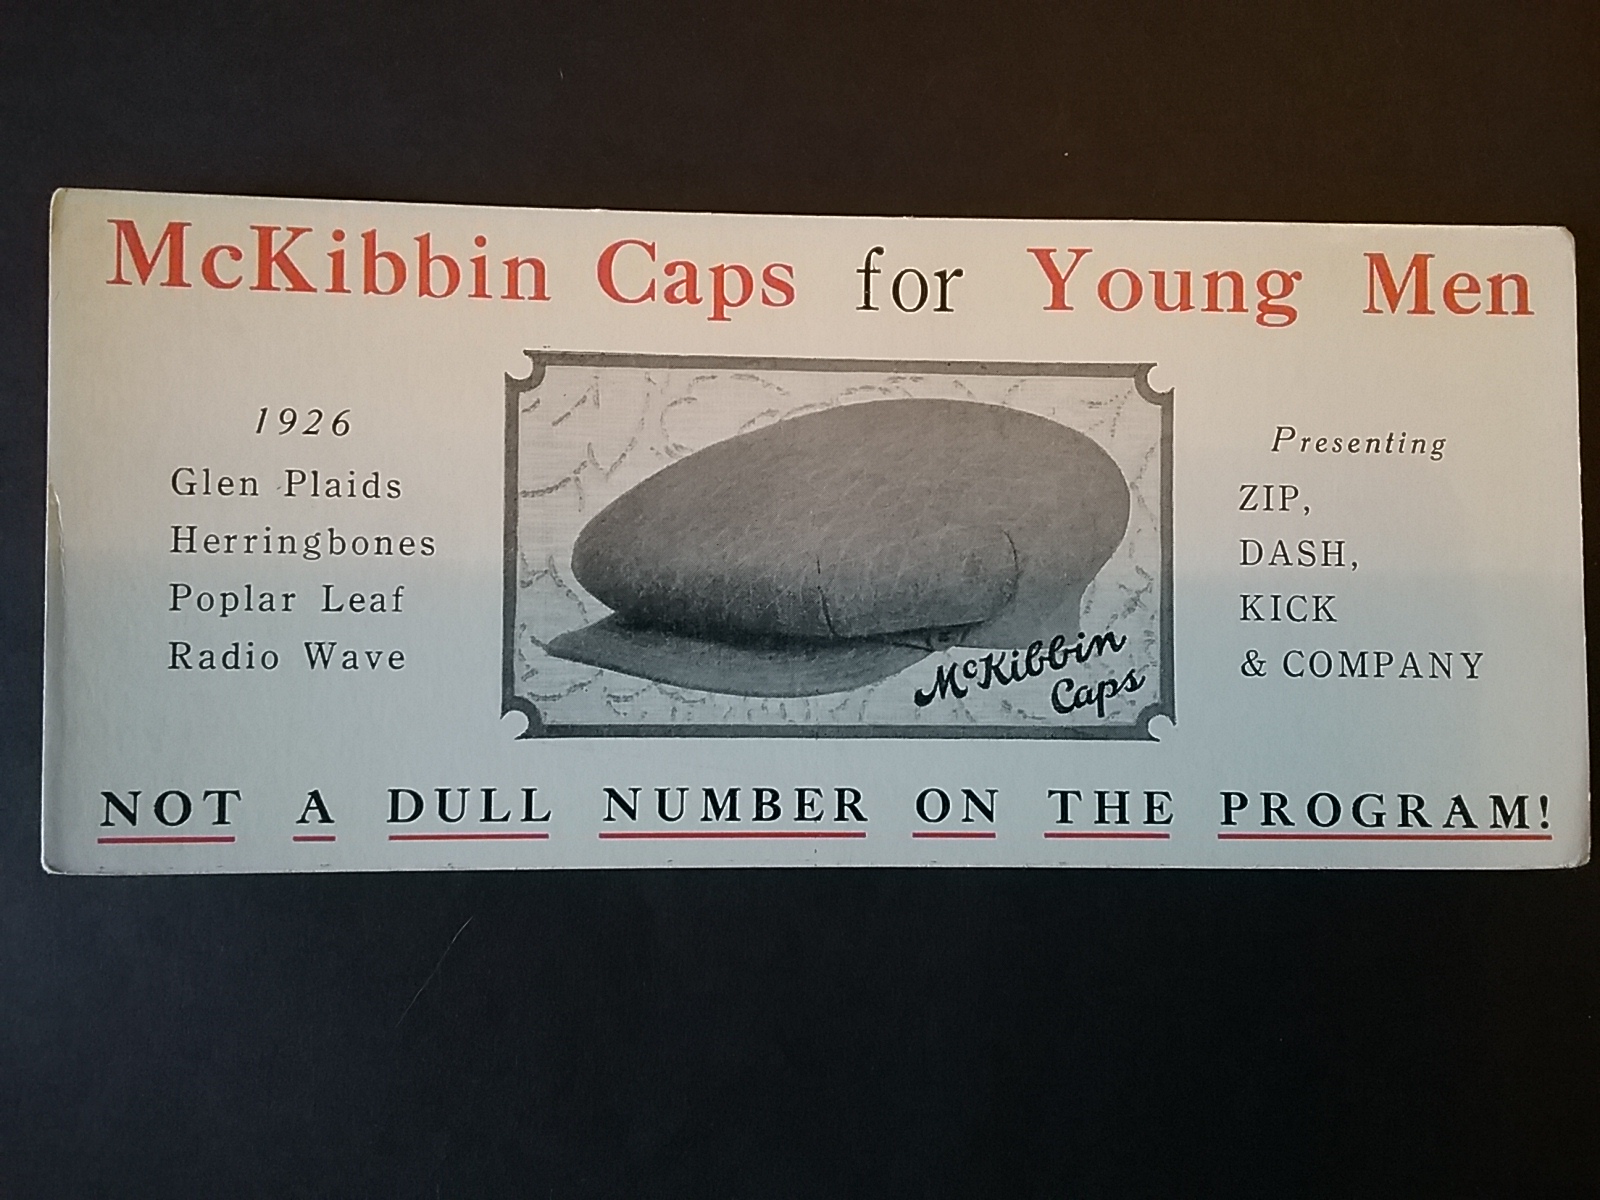 McKibbin Caps for Young Men
1926
Glen Plaids
Herringbones
Poplar Leaf
Radio Wave
McKibbin
Caps
Presenting
ZIP,
DASH,
KICK
& COMPANY
NOT A DULL NUMBER ON THE PROGRAM!